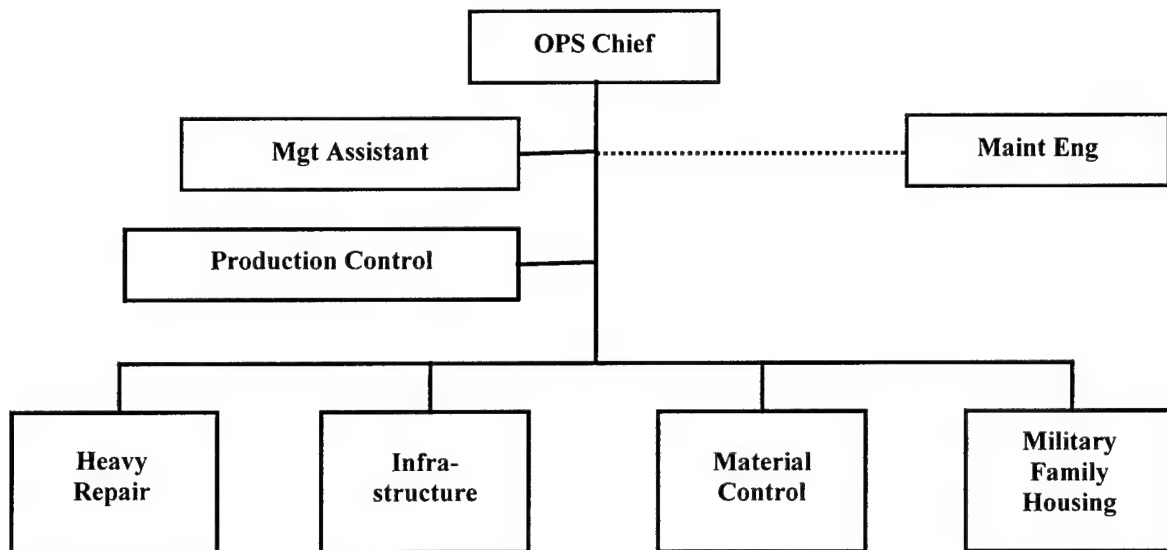 OPS Chief
Mgt Assistant
Maint Eng
Production Control
Heavy
Repair
Infra-
structure
Material
Control
Military
Family
Housing